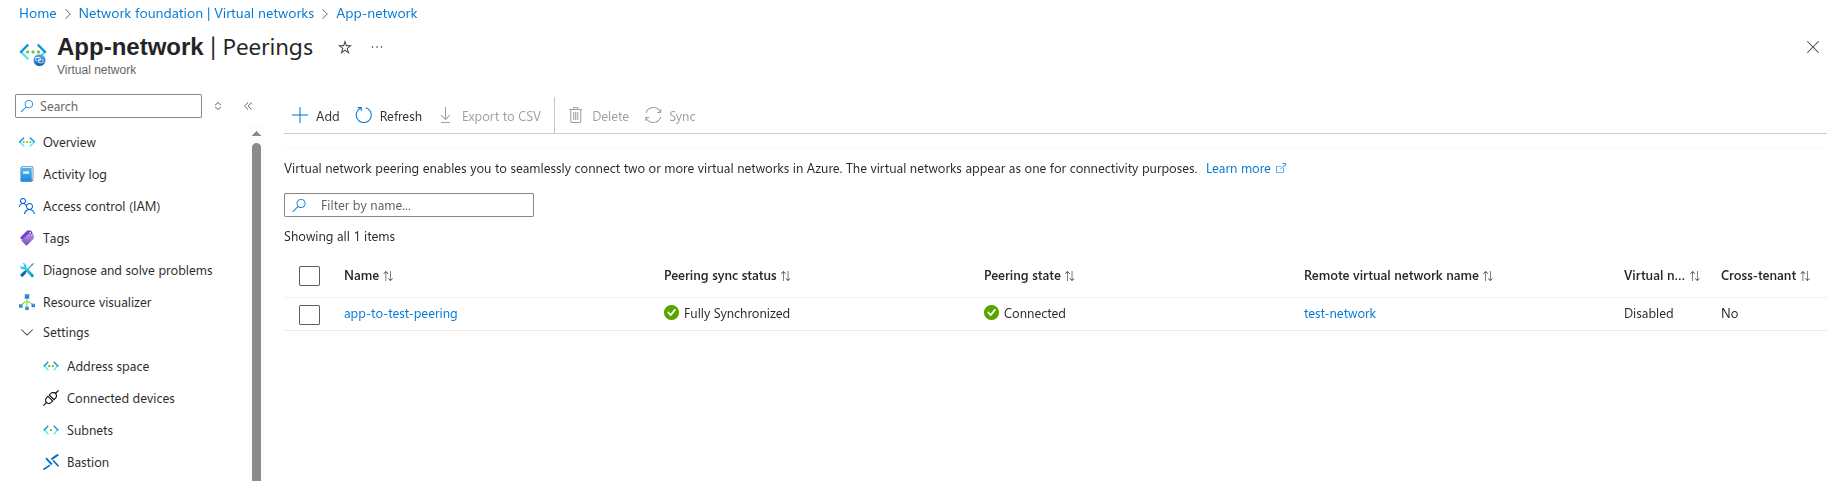 Home > Network foundation | Virtual networks > App-network
App-network | Peerings
Virtual network
Search
Overview
Activity log
Access control (IAM)
Tags
Diagnose and solve problems
Resource visualizer
Settings
Address space
Connected devices
Subnets
Bastion
Add Refresh Export to CSV Delete Sync
Virtual network peering enables you to seamlessly connect two or more virtual networks in Azure. The virtual networks appear as one for connectivity purposes. Learn more
Filter by name...
Showing all 1 items
Name Peering sync status Peering state Remote virtual network name Virtual n... Cross-tenant
app-to-test-peering Fully Synchronized Connected test-network Disabled No